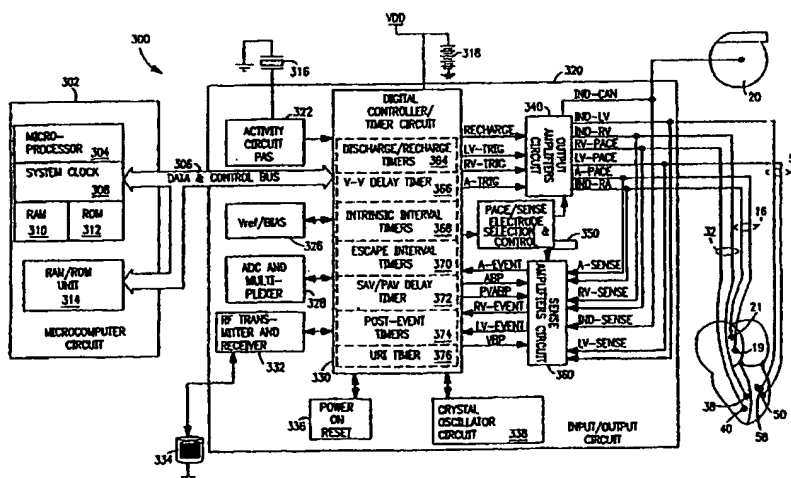 300
302
MICRO-
PROCESSOR
304
SYSTEM CLOCK
308
RAM
310
ROM
312
RAM/ROM
UNIT
314
MICROCOMPUTER
CIRCUIT
306
DATA & CONTROL BUS
VDD
316
318
320
322
ACTIVITY CIRCUIT
PAS
Vref/BIAS
326
ADC AND
MULTI-
PLEXER
328
RF TRANS-
MITTER AND
RECEIVER
332
334
DIGITAL
CONTROLLER/
TIMER CIRCUIT
DISCHARGE/RECHARGE
TIMERS
364
V-V DELAY TIMER
366
INTRINSIC INTERVAL
TIMERS
368
ESCAPE INTERVAL
TIMERS
370
SAV/PAV DELAY
TIMER
372
POST-EVENT
TIMERS
374
URI TIMER
376
330
POWER
ON
RESET
336
CRYSTAL
OSCILLATOR
CIRCUIT
338
INPUT/OUTPUT
CIRCUIT
RECHARGE
LV-TRIG
RV-TRIG
A-TRIG
340
OUTPUT
AMPLIFIERS
CIRCUIT
PACE/SENSE
ELECTRODE
SELECTION &
CONTROL
350
A-EVENT
ABP
PVABP
RV-EVENT
LV-EVENT
VBP
SENSE
AMPLIFIERS CIRCUIT
360
IND-CAN
IND-LV
IND-RV
RV-PACE
LV-PACE
A-PACE
IND-RA
A-SENSE
RV-SENSE
IND-SENSE
LV-SENSE
20
16
32
21
19
38
40
58
50